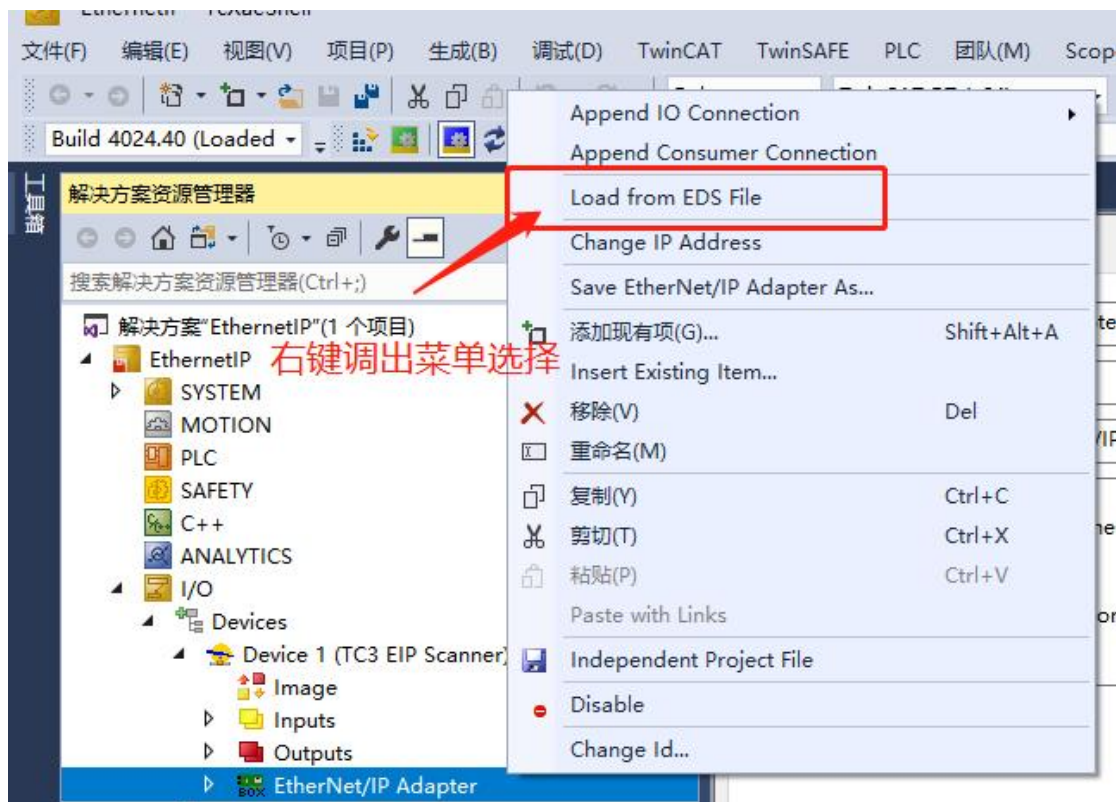 文件(F) 编辑(E) 视图(V) 项目(P) 生成(B) 调试(D) TwinCAT TwinSAFE PLC 团队(M) Scop
Build 4024.40 (Loaded
工具箱
解决方案资源管理器
搜索解决方案资源管理器(Ctrl+;)
解决方案"EthernetIP"(1 个项目)
EthernetIP
右键调出菜单选择
SYSTEM
MOTION
PLC
SAFETY
C++
ANALYTICS
I/O
Devices
Device 1 (TC3 EIP Scanner)
Image
Inputs
Outputs
EtherNet/IP Adapter
Append IO Connection
Append Consumer Connection
Load from EDS File
Change IP Address
Save EtherNet/IP Adapter As...
添加现有项(G)... Shift+Alt+A
Insert Existing Item...
移除(V) Del
重命名(M)
复制(Y) Ctrl+C
剪切(T) Ctrl+X
粘贴(P) Ctrl+V
Paste with Links
Independent Project File
Disable
Change Id...